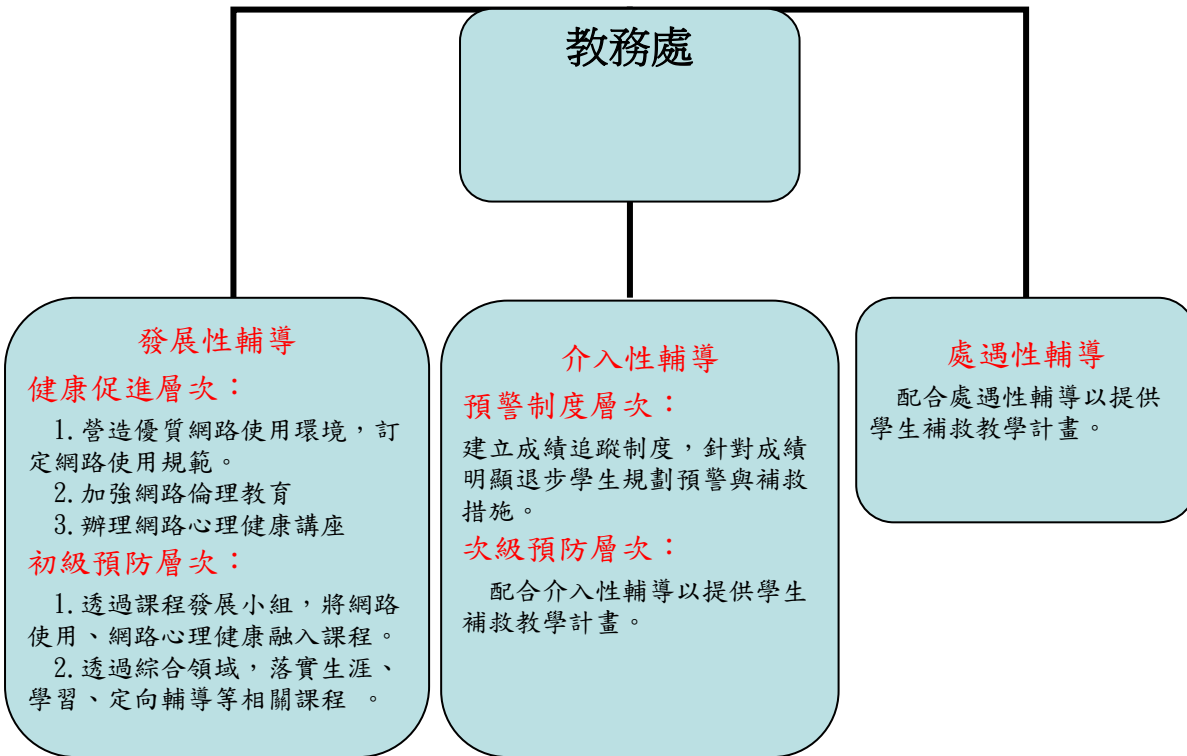 教務處
發展性輔導
健康促進層次：
1.營造優質網路使用環境，訂
定網路使用規範。
2.加強網路倫理教育
3.辦理網路心理健康講座
初級預防層次：
1.透過課程發展小組，將網路
使用、網路心理健康融入課程。
2.透過綜合領域，落實生涯、
學習、定向輔導等相關課程 。
介入性輔導
預警制度層次：
建立成績追蹤制度，針對成績
明顯退步學生規劃預警與補救
措施。
次級預防層次：
配合介入性輔導以提供學生
補救教學計畫。
處遇性輔導
配合處遇性輔導以提供
學生補救教學計畫。